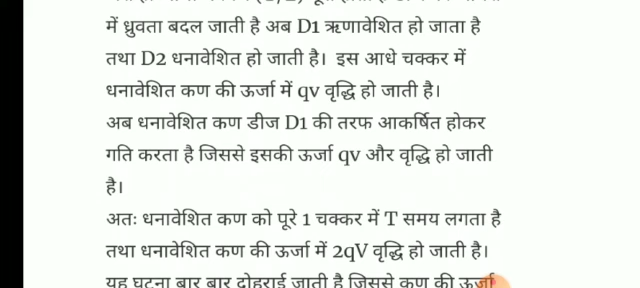 में ध्रुवता बदल जाती है अब D1 ऋणावेशित हो जाता है
तथा D2 धनावेशित हो जाती है। इस आधे चक्कर में
धनावेशित कण की ऊर्जा में qv वृद्धि हो जाती है।
अब धनावेशित कण डीज D1 की तरफ आकर्षित होकर
गति करता है जिससे इसकी ऊर्जा qv और वृद्धि हो जाती
है।
अतः धनावेशित कण को पूरे 1 चक्कर में T समय लगता है
तथा धनावेशित कण की ऊर्जा में 2qV वृद्धि हो जाती है।
यह घटना बार बार दोहराई जाती है जिससे कण की ऊर्जा